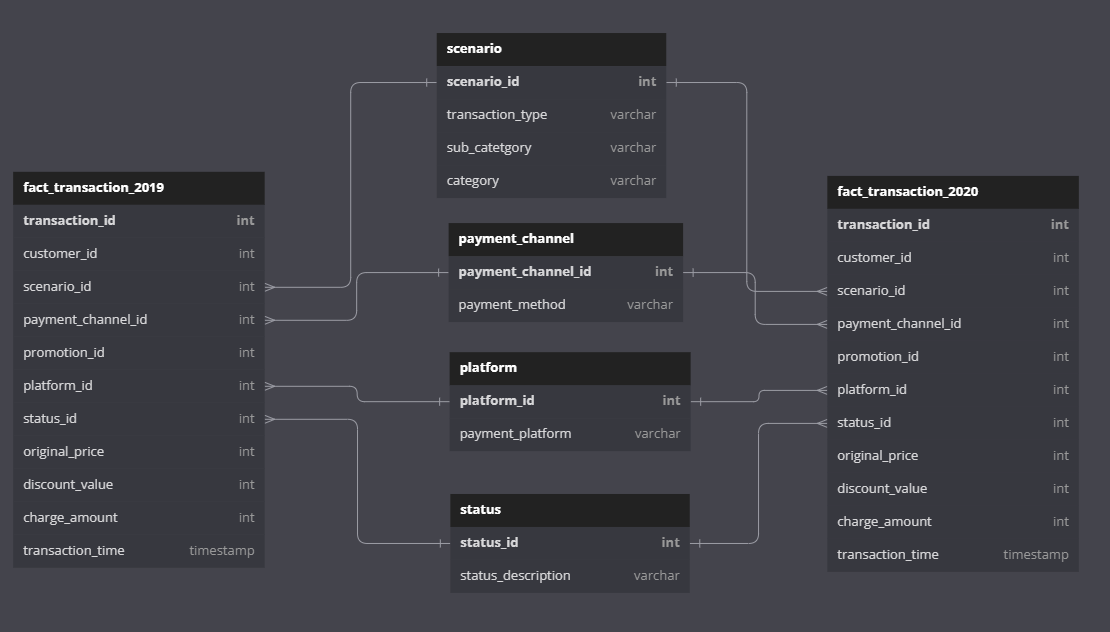 scenario
scenario_id int
transaction_type varchar
sub_catetgory varchar
category varchar
fact_transaction_2019
transaction_id int
customer_id int
scenario_id int
payment_channel_id int
promotion_id int
platform_id int
status_id int
original_price int
discount_value int
charge_amount int
transaction_time timestamp
payment_channel
payment_channel_id int
payment_method varchar
platform
platform_id int
payment_platform varchar
status
status_id int
status_description varchar
fact_transaction_2020
transaction_id int
customer_id int
scenario_id int
payment_channel_id int
promotion_id int
platform_id int
status_id int
original_price int
discount_value int
charge_amount int
transaction_time timestamp